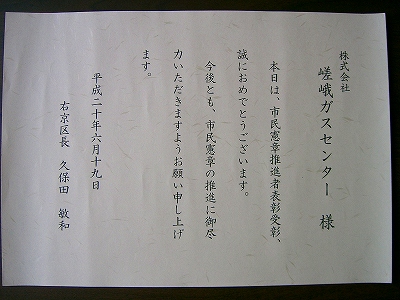 株式会社
嵯峨ガスセンター 様
本日は、市民憲章推進者表彰受彰、
誠におめでとうございます。
今後とも、市民憲章の推進に御尽
力いただきますようお願い申し上げ
ます。
平成二十年六月十九日
右京区長 久保田 敏和